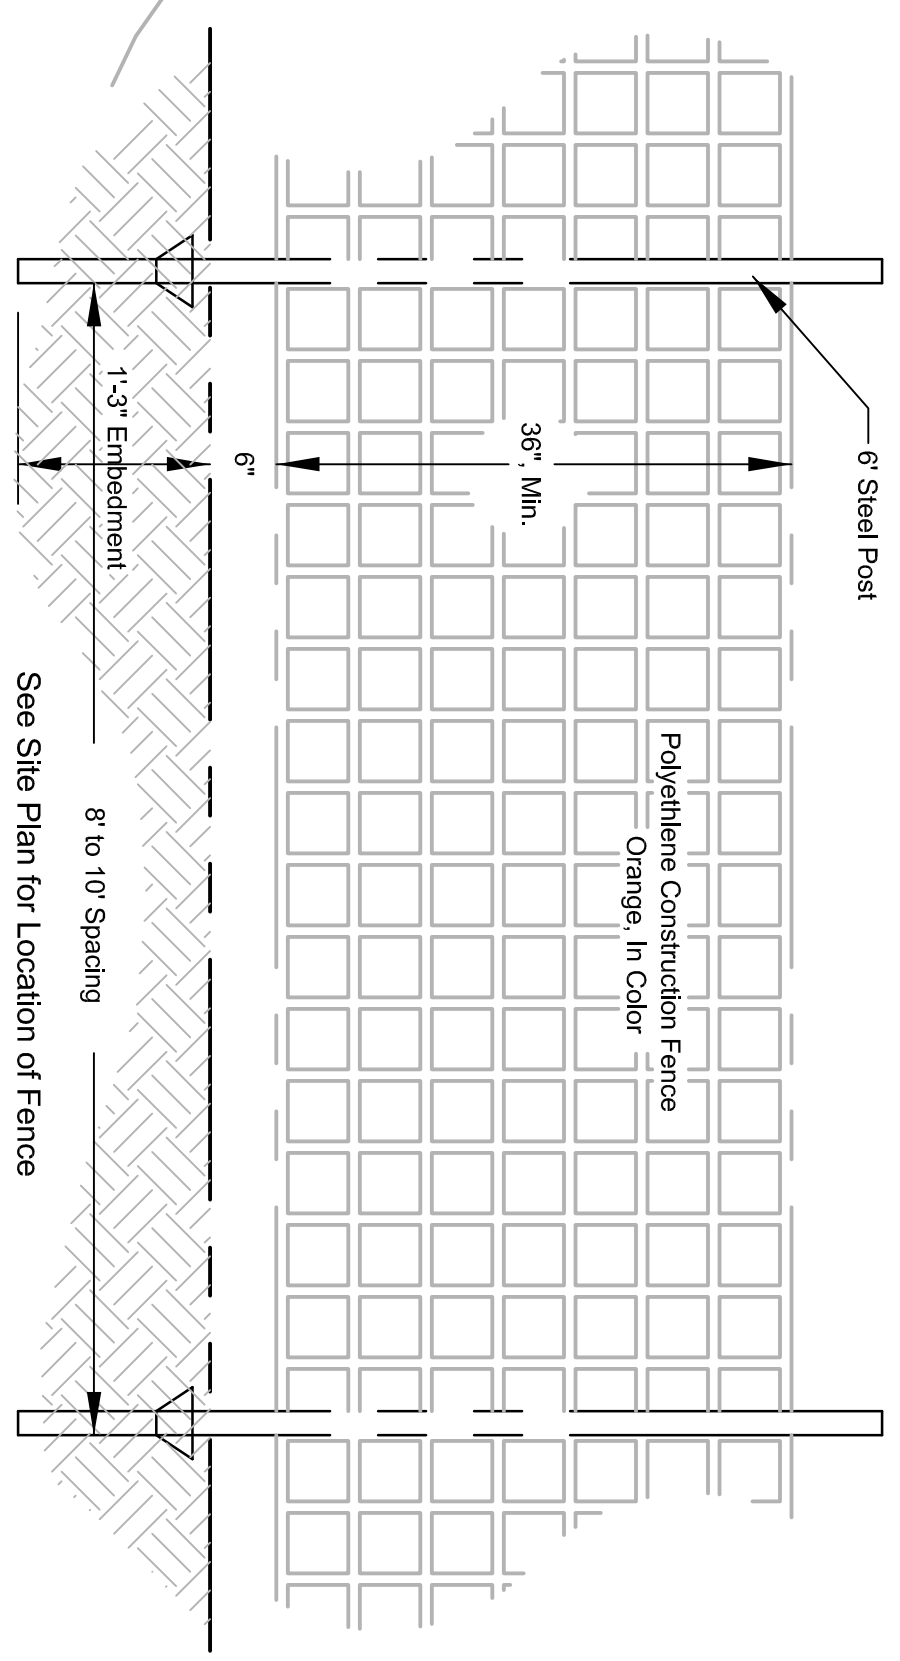 6' Steel Post
Polyethlene Construction Fence
Orange, In Color
36", Min.
6"
1'-3" Embedment
8' to 10' Spacing
See Site Plan for Location of Fence